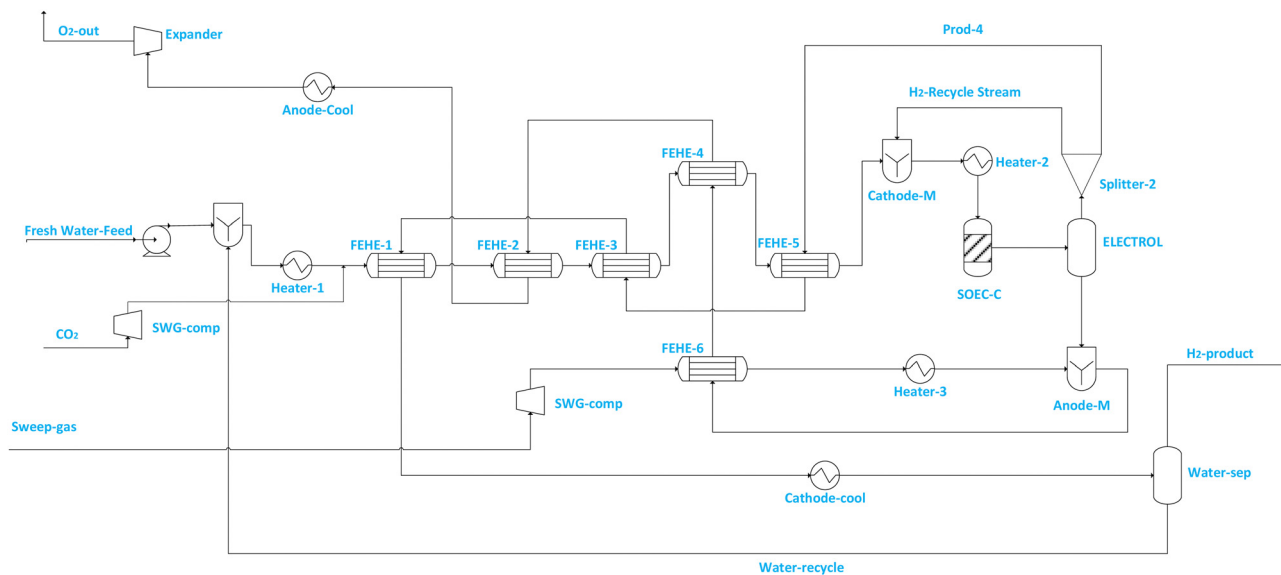 O2-out
Expander
Prod-4
Anode-Cool
H2-Recycle Stream
FEHE-4
Heater-2
Cathode-M
Splitter-2
Fresh Water-Feed
FEHE-1
FEHE-2
FEHE-3
FEHE-5
ELECTROL
Heater-1
SOEC-C
CO2
SWG-comp
FEHE-6
H2-product
Heater-3
Anode-M
SWG-comp
Sweep-gas
Water-sep
Cathode-cool
Water-recycle